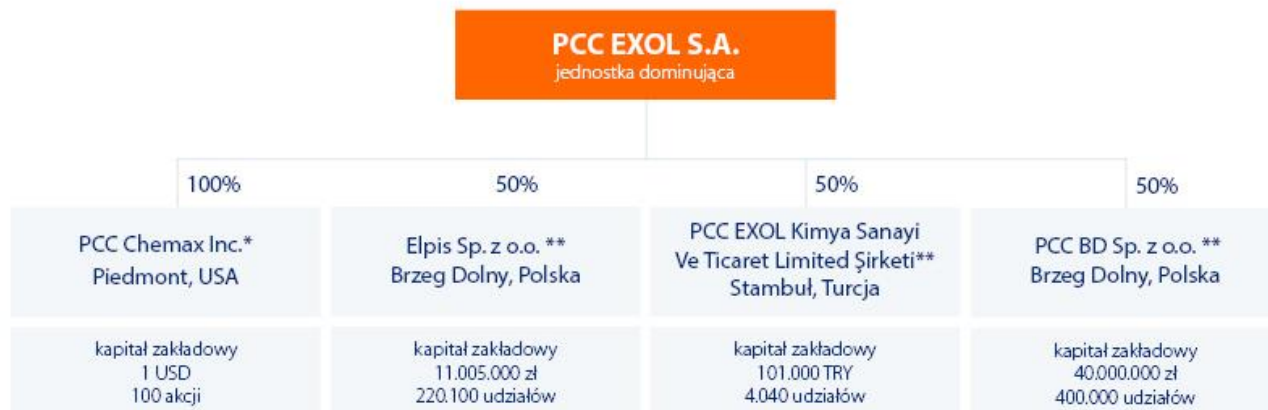 PCC EXOL S.A.
jednostka dominująca
100%
50%
50%
50%
PCC Chemax Inc.*
Piedmont, USA
Elpis Sp. z o.o. **
Brzeg Dolny, Polska
PCC EXOL Kimya Sanayi
Ve Ticaret Limited Şirketi**
Stambuł, Turcja
PCC BD Sp. z o.o. **
Brzeg Dolny, Polska
kapitał zakładowy
1 USD
100 akcji
kapitał zakładowy
11.005.000 zł
220.100 udziałów
kapitał zakładowy
101.000 TRY
4.040 udziałów
kapitał zakładowy
40.000.000 zł
400.000 udziałów